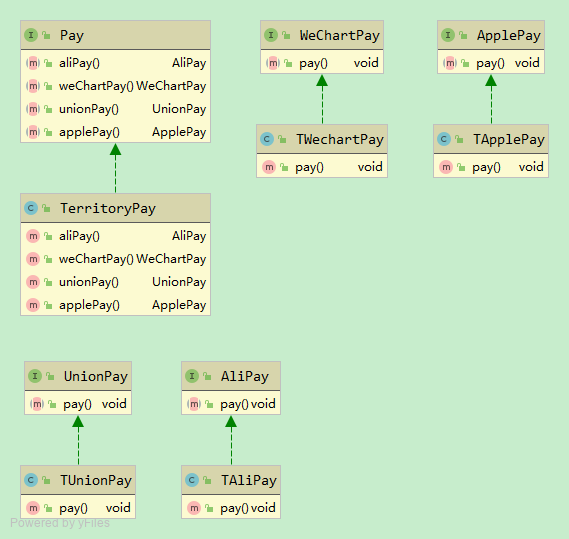 I Pay
m aliPay() AliPay
m weChartPay() WeChartPay
m unionPay() UnionPay
m applePay() ApplePay
I WeChartPay
m pay() void
I ApplePay
m pay() void
C TWechartPay
m pay() void
C TApplePay
m pay() void
C TerritoryPay
m aliPay() AliPay
m weChartPay() WeChartPay
m unionPay() UnionPay
m applePay() ApplePay
I UnionPay
m pay() void
I AliPay
m pay() void
C TUnionPay
m pay() void
C TAliPay
m pay() void
Powered by yFiles